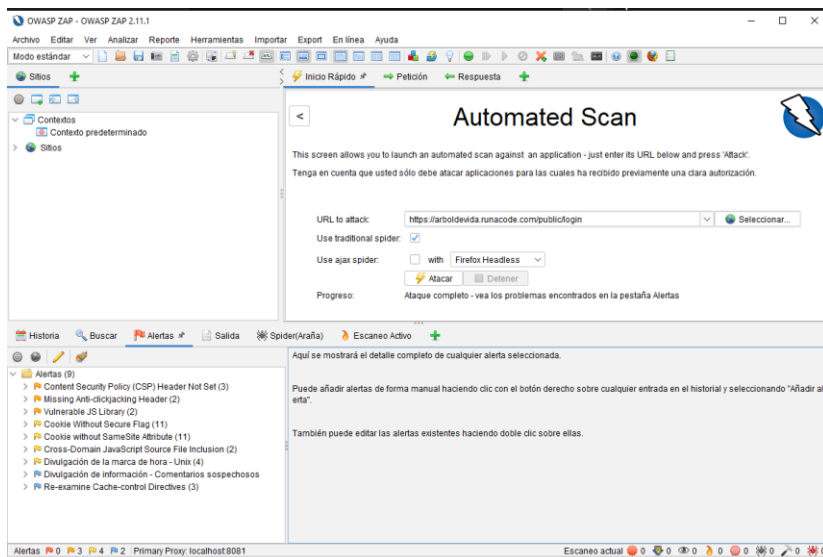 OWASP ZAP - OWASP ZAP 2.11.1
Archivo Editar Ver Analizar Reporte Herramientas Importar Export En línea Ayuda
Modo estándar
Sitios
Inicio Rápido Petición Respuesta
Contextos
Contexto predeterminado
Sitios
<
Automated Scan
This screen allows you to launch an automated scan against an application - just enter its URL below and press 'Attack'.
Tenga en cuenta que usted sólo debe atacar aplicaciones para las cuales ha recibido previamente una clara autorización.
URL to attack: https://arboldevida.runacode.com/public/login Seleccionar...
Use traditional spider:
Use ajax spider: with Firefox Headless
Atacar Detener
Progreso: Ataque completo - vea los problemas encontrados en la pestaña Alertas
Historia Buscar Alertas Salida Spider(Araña) Escaneo Activo
Alertas (9)
Content Security Policy (CSP) Header Not Set (3)
Missing Anti-clickjacking Header (2)
Vulnerable JS Library (2)
Cookie Without Secure Flag (11)
Cookie without SameSite Attribute (11)
Cross-Domain JavaScript Source File Inclusion (2)
Divulgación de la marca de hora - Unix (4)
Divulgación de información - Comentarios sospechosos
Re-examine Cache-control Directives (3)
Aquí se mostrará el detalle completo de cualquier alerta seleccionada.
Puede añadir alertas de forma manual haciendo clic con el botón derecho sobre cualquier entrada en el historial y seleccionando "Añadir al
erta".
También puede editar las alertas existentes haciendo doble clic sobre ellas.
Alertas 0 3 4 2 Primary Proxy: localhost:8081 Escaneo actual 0 0 0 0 0 0 0